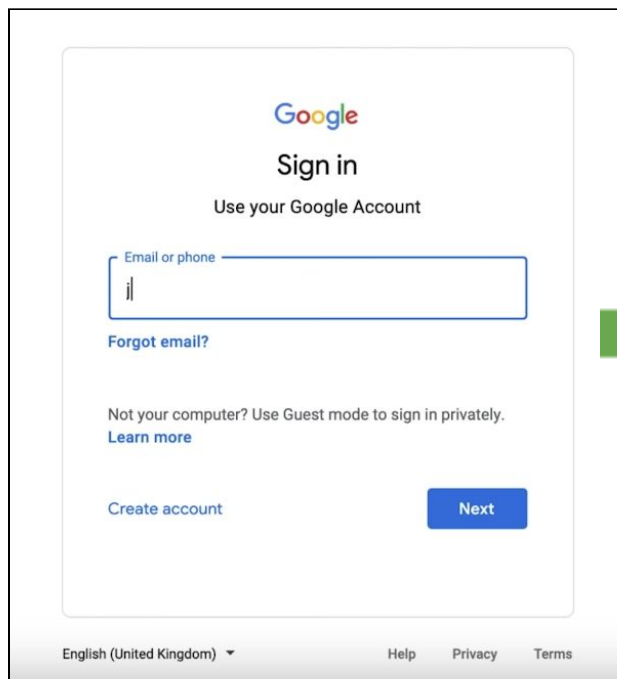 Google
Sign in
Use your Google Account
Email or phone
j
Forgot email?
Not your computer? Use Guest mode to sign in privately.
Learn more
Create account
Next
English (United Kingdom)
Help Privacy Terms